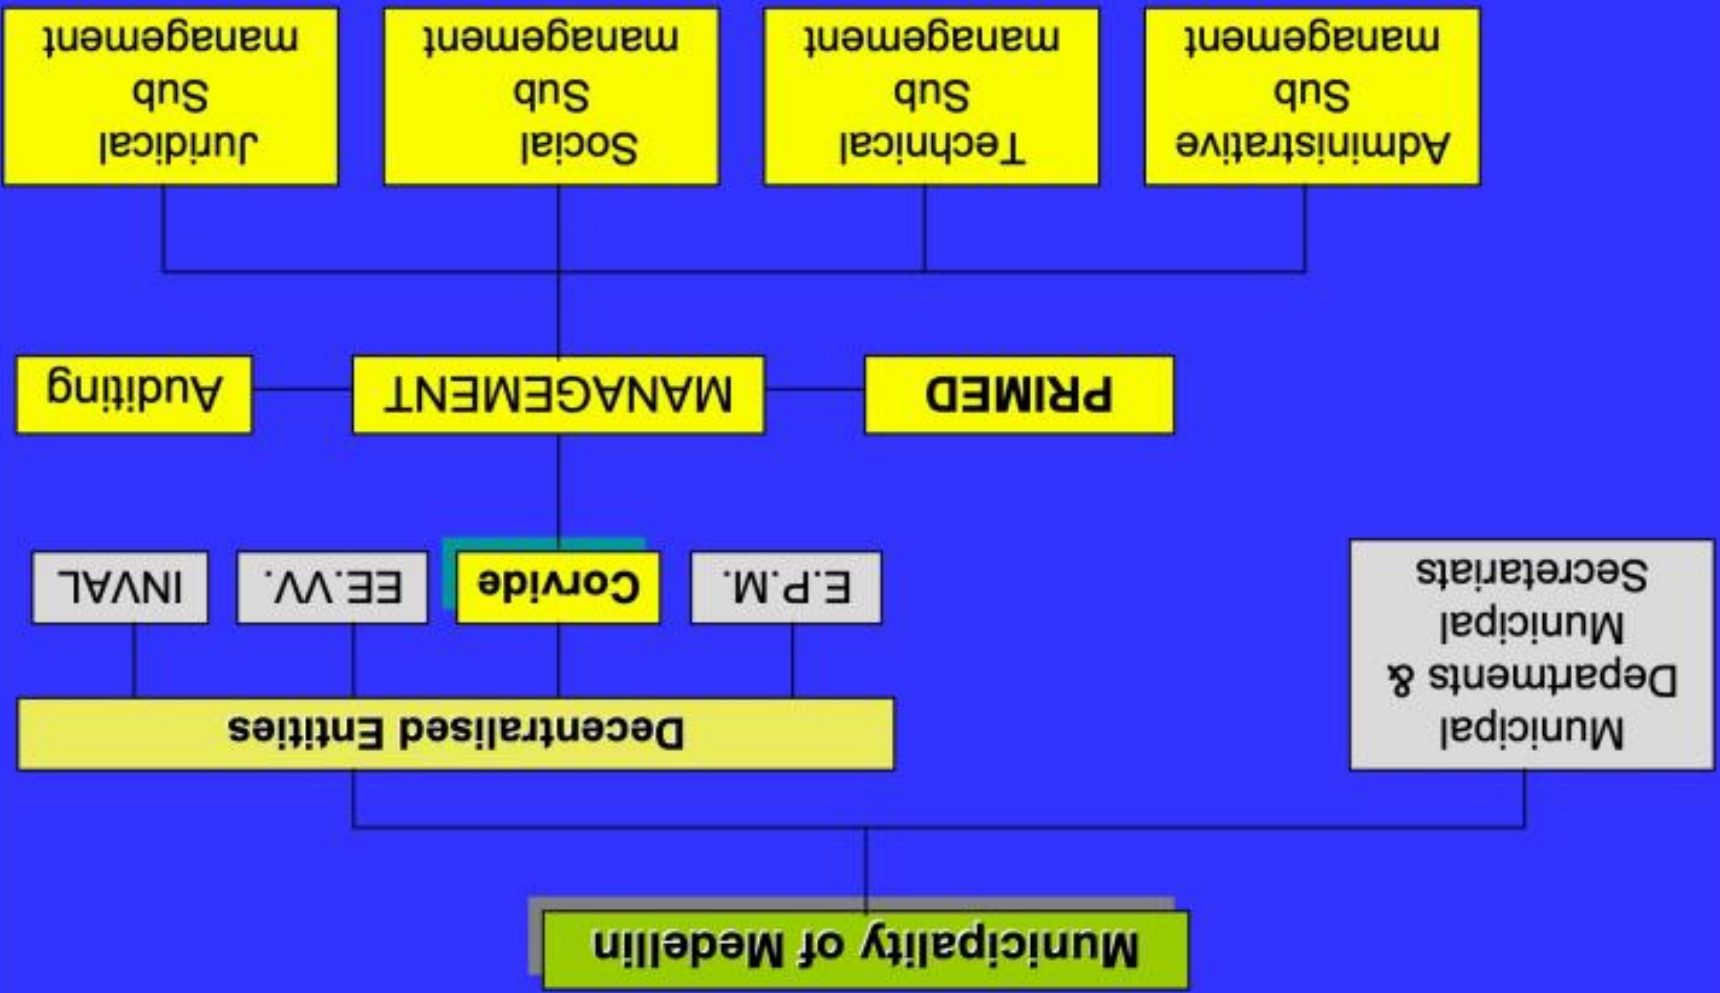 Municipality of Medellin
Municipal
Departments &
Municipal
Secretariats
Decentralised Entities
E.P.M.
Corvide
EE.VV.
INVAL
PRIMED
MANAGEMENT
Auditing
Administrative
Sub
management
Technical
Sub
management
Social
Sub
management
Juridical
Sub
management